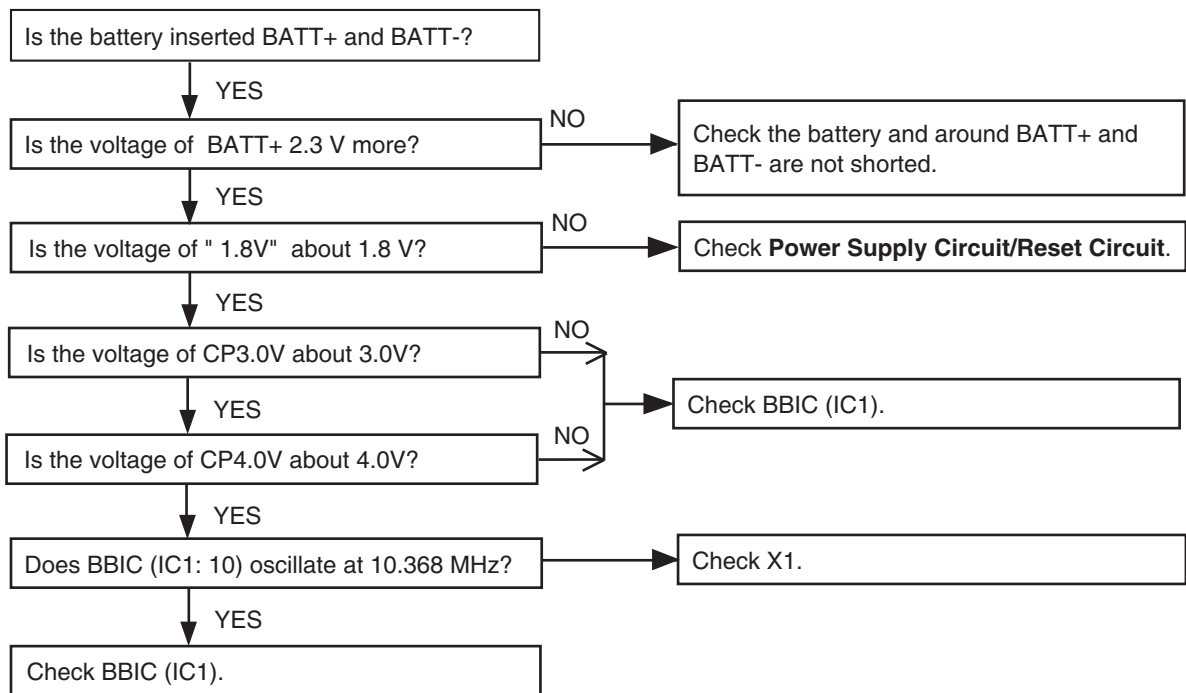 Is the battery inserted BATT+ and BATT-?
YES
Is the voltage of BATT+ 2.3 V more?
NO
Check the battery and around BATT+ and
BATT- are not shorted.
YES
Is the voltage of " 1.8V" about 1.8 V?
NO
Check Power Supply Circuit/Reset Circuit.
YES
Is the voltage of CP3.0V about 3.0V?
NO
Check BBIC (IC1).
YES
Is the voltage of CP4.0V about 4.0V?
NO
YES
Does BBIC (IC1: 10) oscillate at 10.368 MHz?
Check X1.
YES
Check BBIC (IC1).